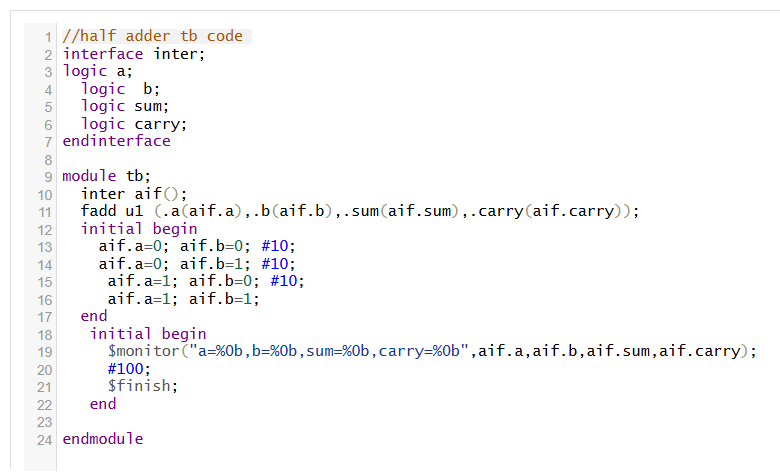 1 //half adder tb code
2 interface inter;
3 logic a;
4   logic  b;
5   logic sum;
6   logic carry;
7 endinterface
8
9 module tb;
10   inter aif();
11   fadd u1 (.a(aif.a),.b(aif.b),.sum(aif.sum),.carry(aif.carry));
12   initial begin
13     aif.a=0; aif.b=0; #10;
14     aif.a=0; aif.b=1; #10;
15      aif.a=1; aif.b=0; #10;
16      aif.a=1; aif.b=1;
17   end
18    initial begin
19      $monitor("a=%0b,b=%0b,sum=%0b,carry=%0b",aif.a,aif.b,aif.sum,aif.carry);
20      #100;
21      $finish;
22    end
23
24 endmodule